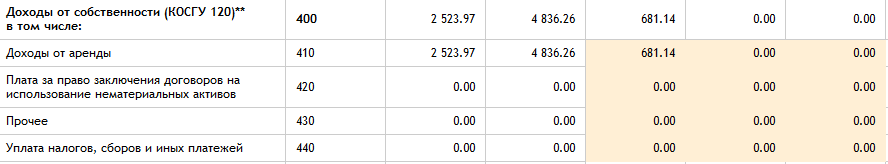 Доходы от собственности (КОСГУ 120)** 400 2 523.97 4 836.26 681.14 0.00 0.00
в том числе:
Доходы от аренды 410 2 523.97 4 836.26 681.14 0.00 0.00
Плата за право заключения договоров на 420 0.00 0.00 0.00 0.00 0.00
использование нематериальных активов
Прочее 430 0.00 0.00 0.00 0.00 0.00
Уплата налогов, сборов и иных платежей 440 0.00 0.00 0.00 0.00 0.00